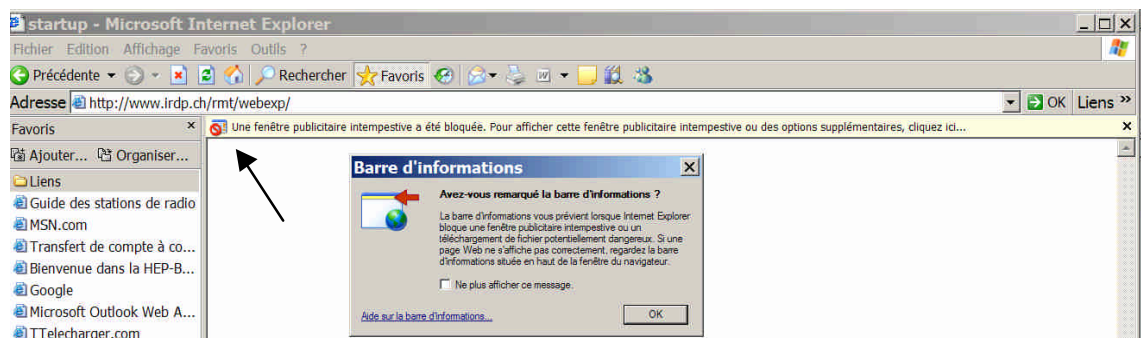 startup - Microsoft Internet Explorer
Fichier Edition Affichage Favoris Outils ?
Précédente Rechercher Favoris
Adresse http://www.irdp.ch/rmt/webexp/ OK Liens »
Favoris × Une fenêtre publicitaire intempestive a été bloquée. Pour afficher cette fenêtre publicitaire intempestive ou des options supplémentaires, cliquez ici...
Ajouter... Organiser...
Liens
Guide des stations de radio
MSN.com
Transfert de compte à co...
Bienvenue dans la HEP-B...
Google
Microsoft Outlook Web A...
TTelecharger.com
Barre d'informations
Avez-vous remarqué la barre d'informations ?
La barre d'informations vous prévient lorsque Internet Explorer
bloque une fenêtre publicitaire intempestive ou un
téléchargement de fichier potentiellement dangereux. Si une
page Web ne s'affiche pas correctement, regardez la barre
d'informations située en haut de la fenêtre du navigateur.
Ne plus afficher ce message.
Aide sur la barre d'informations... OK